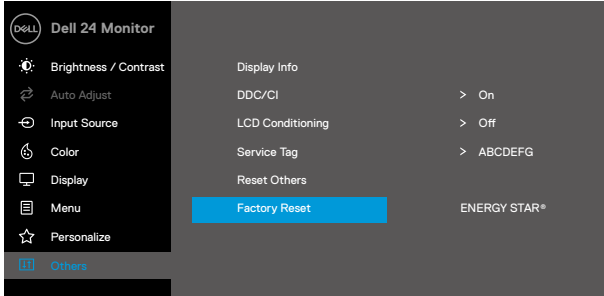 DELL Dell 24 Monitor
Brightness / Contrast Display Info
Auto Adjust DDC/CI > On
Input Source LCD Conditioning > Off
Color Service Tag > ABCDEFG
Display Reset Others
Menu Factory Reset ENERGY STAR®
Personalize
Others